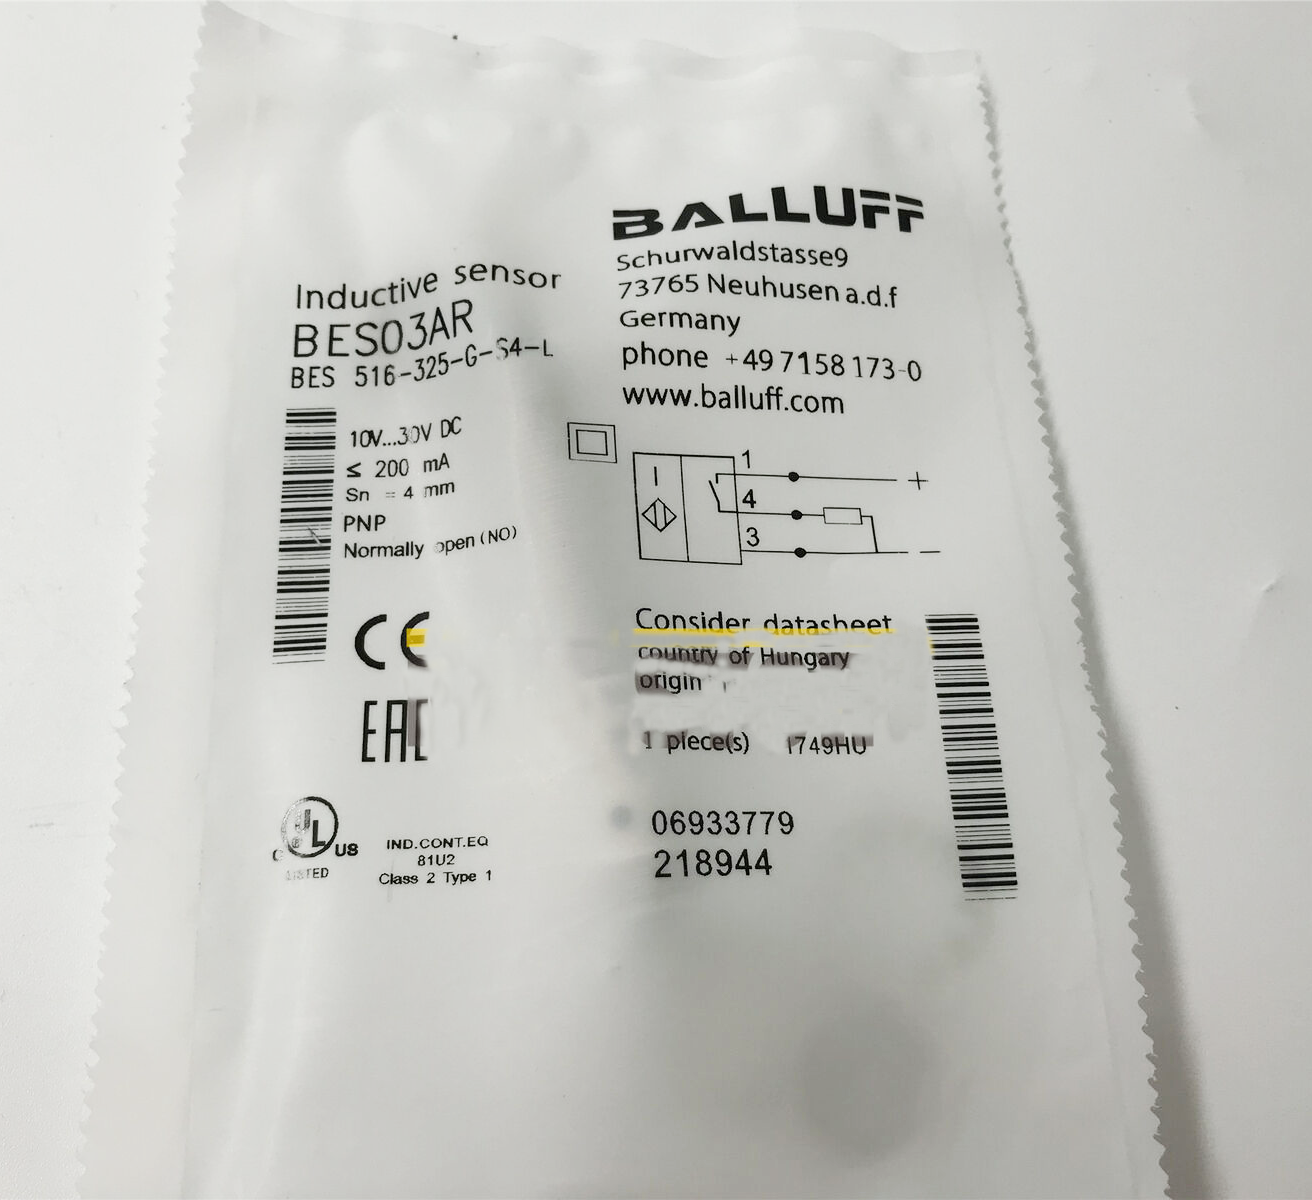 BALLUFF
Schurwaldstasse9
73765 Neuhusen a.d.f
Germany
phone +49 7158 173-0
www.balluff.com
Inductive sensor
BES03AR
BES 516-325-G-S4-L
10V...30V DC
≤ 200 mA
Sn = 4 mm
PNP
Normally open (NO)
1
+
4
3
−
CE
EAC
Consider datasheet
country of Hungary
origin
1 piece(s) 1749HU
06933779
218944
C UL US
LISTED
IND.CONT.EQ
81U2
Class 2 Type 1